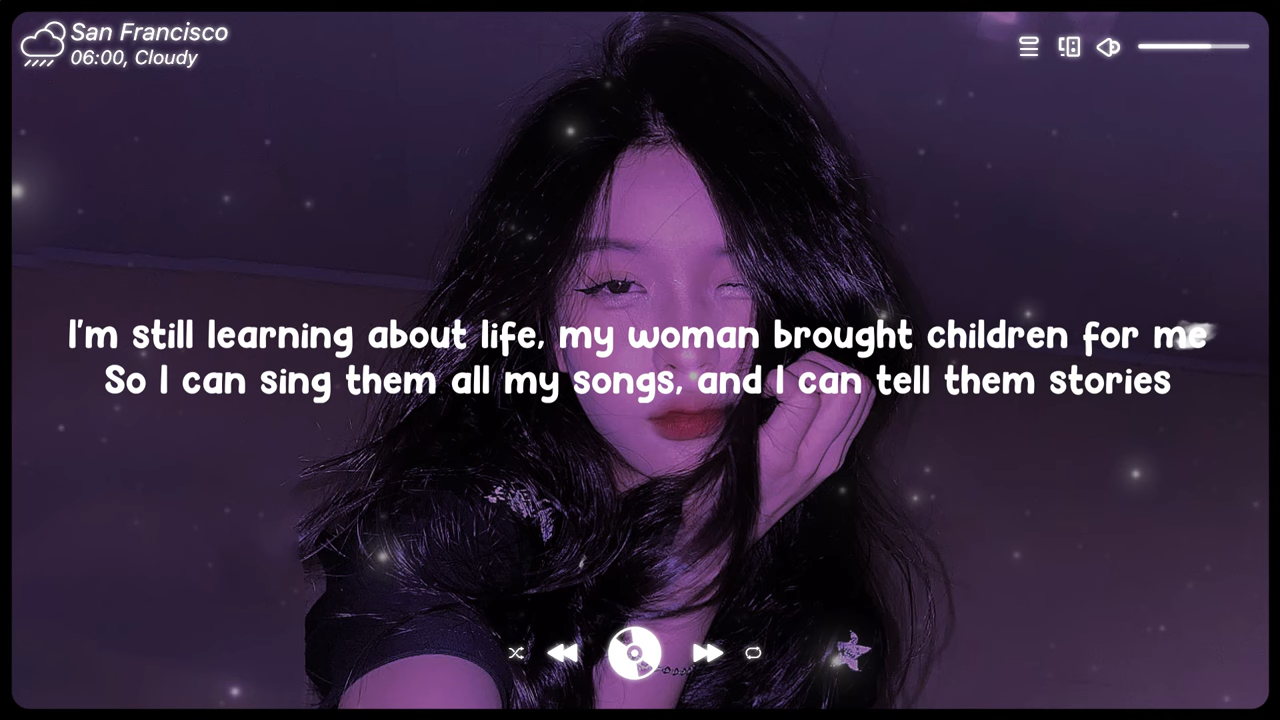 San Francisco
06:00, Cloudy
I'm still learning about life, my woman brought children for me
So I can sing them all my songs, and I can tell them stories